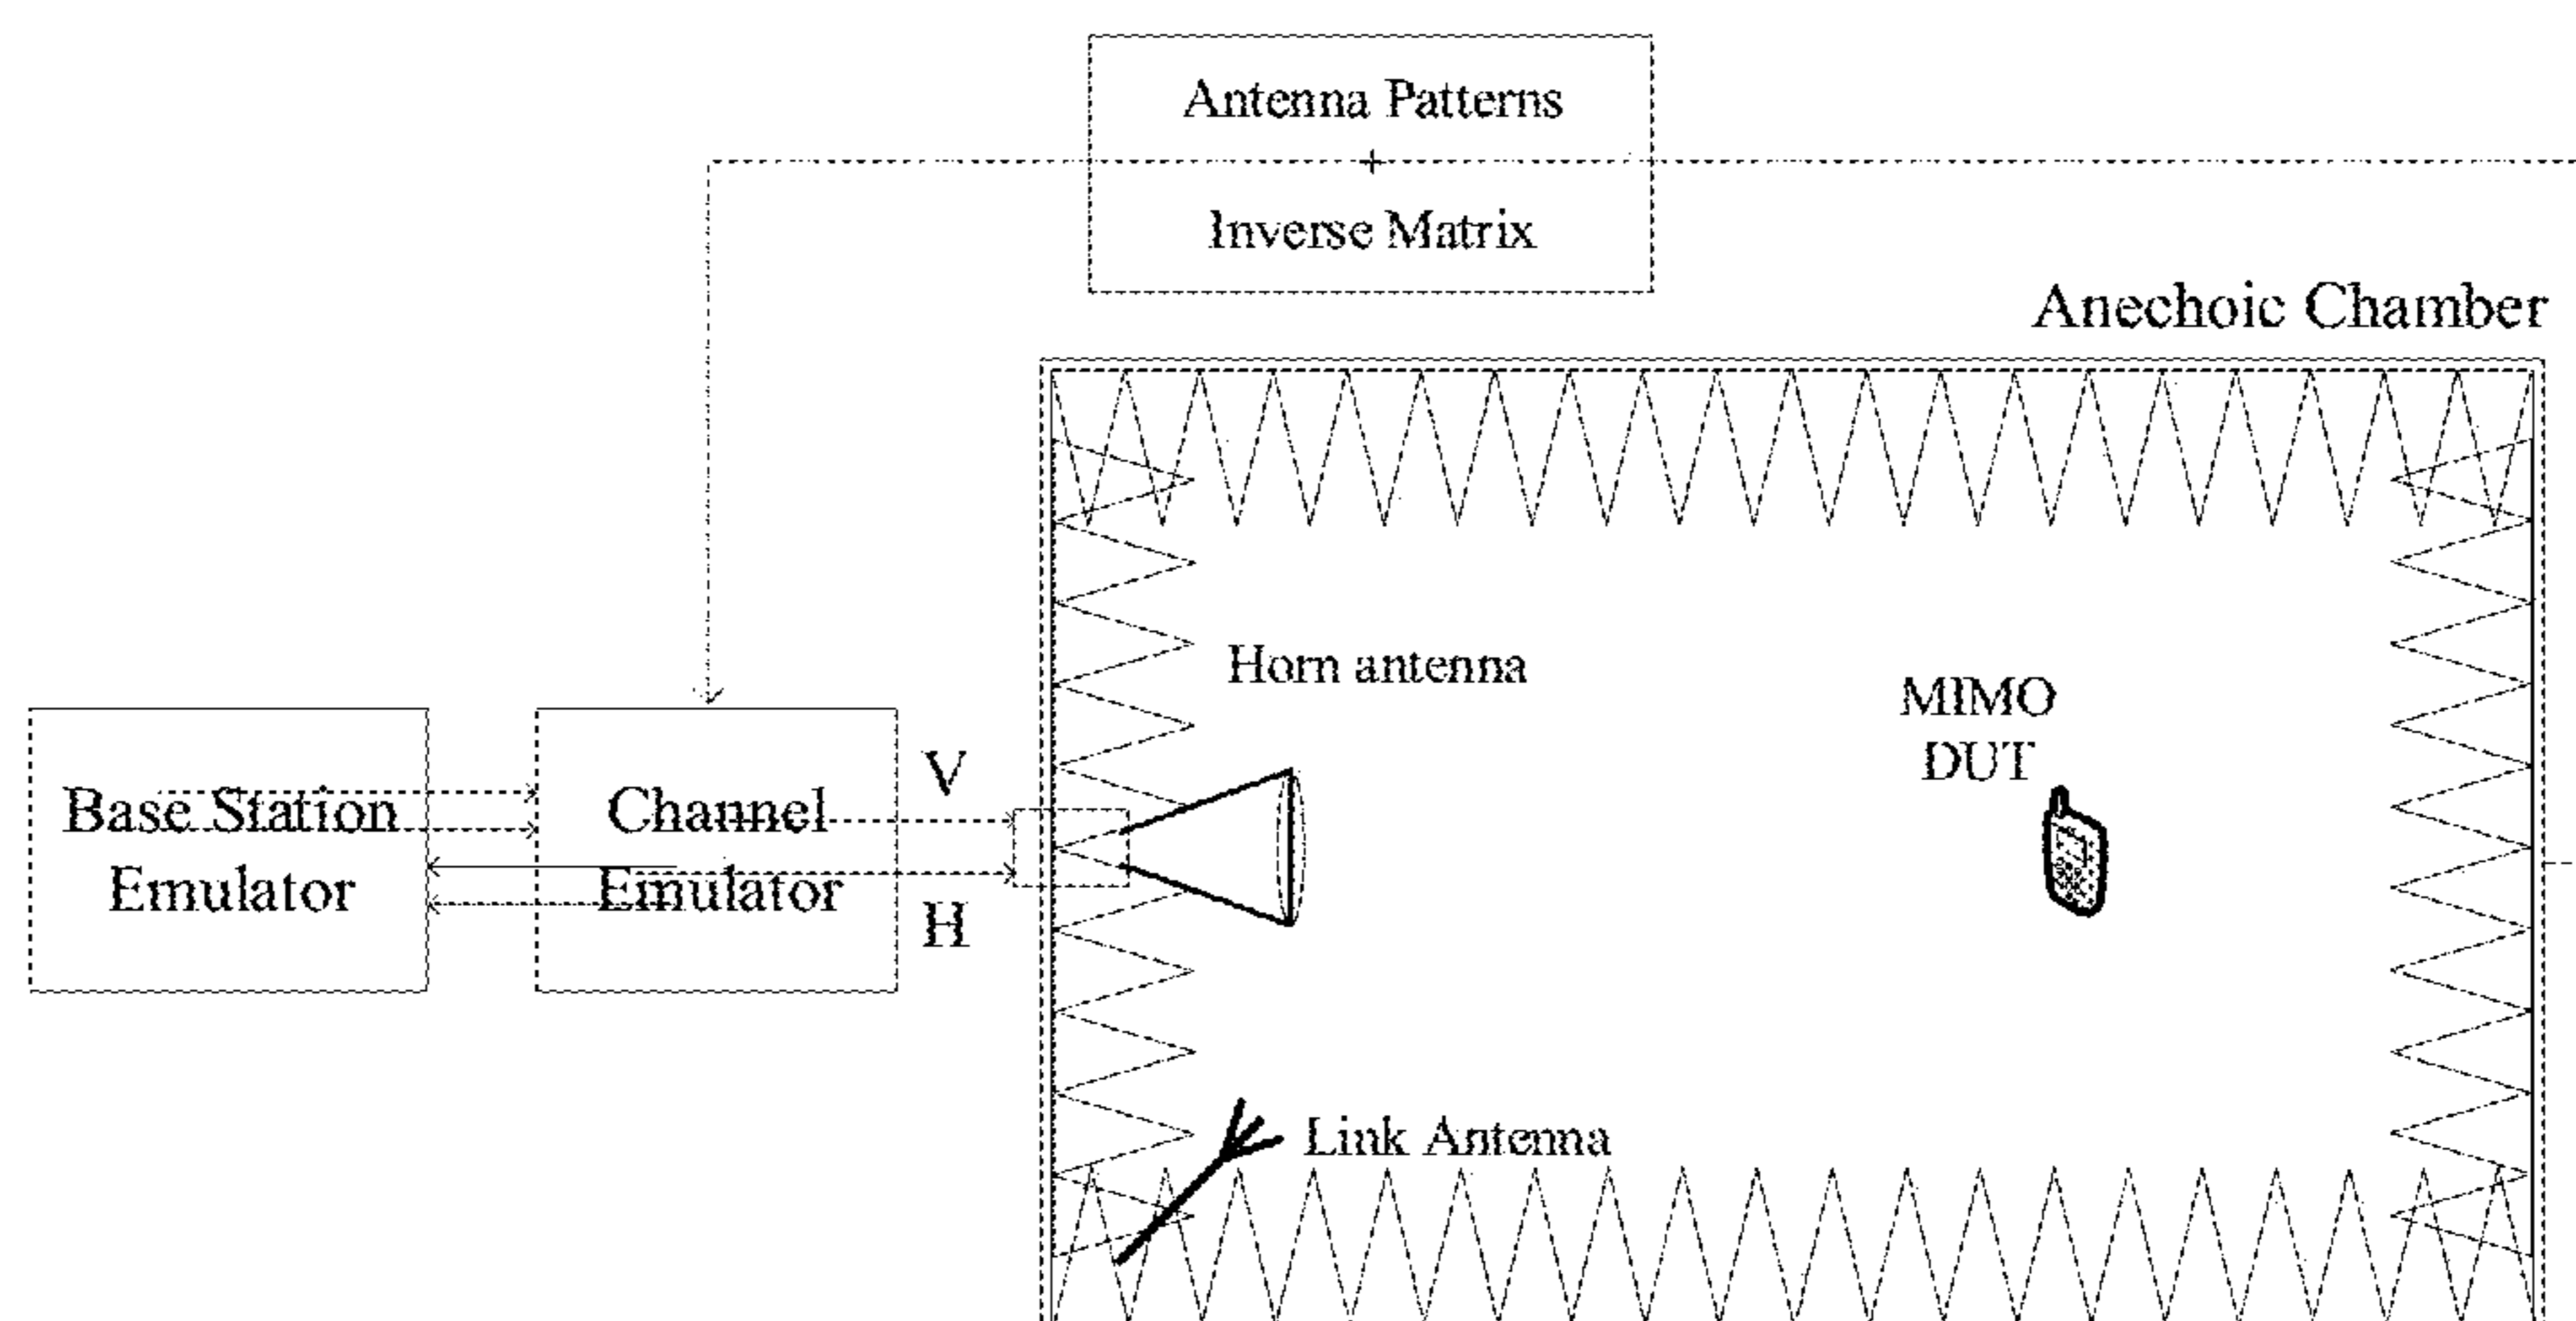 Antenna Patterns
+
Inverse Matrix
Anechoic Chamber
Horn antenna
MIMO
DUT
Base Station
Emulator
Channel
Emulator
V
H
Link Antenna